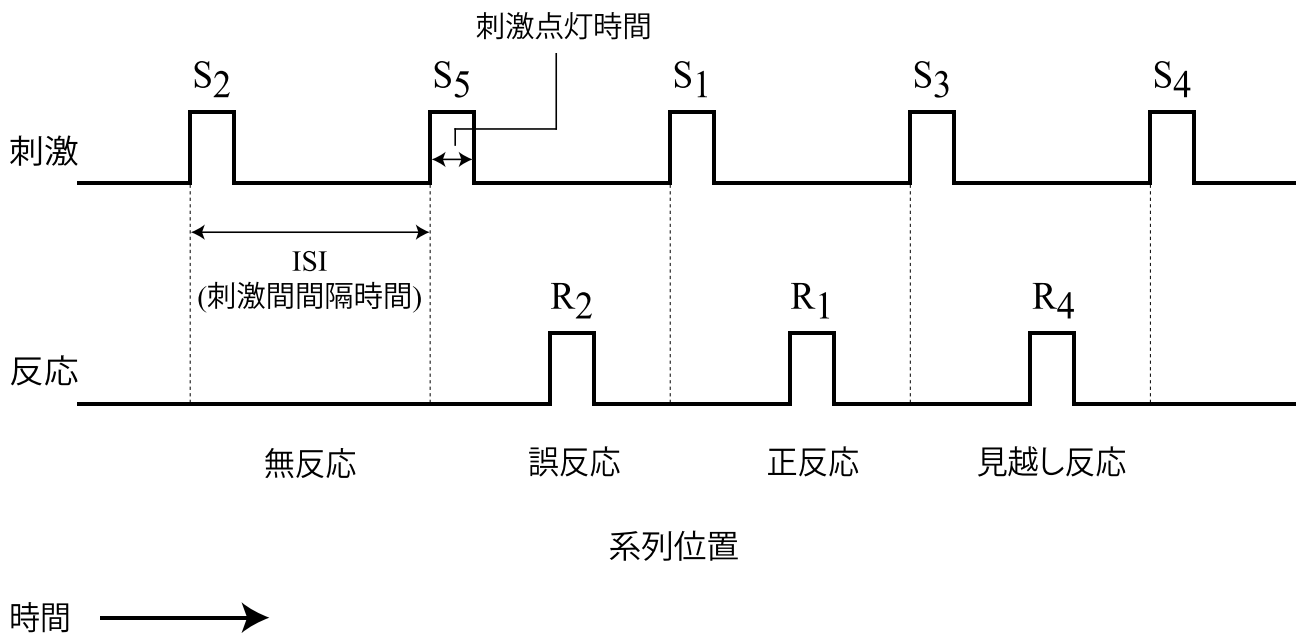 刺激点灯時間
S2 S5 S1 S3 S4
刺激
ISI
(刺激間間隔時間)
R2 R1 R4
反応
無反応 誤反応 正反応 見越し反応
系列位置
時間